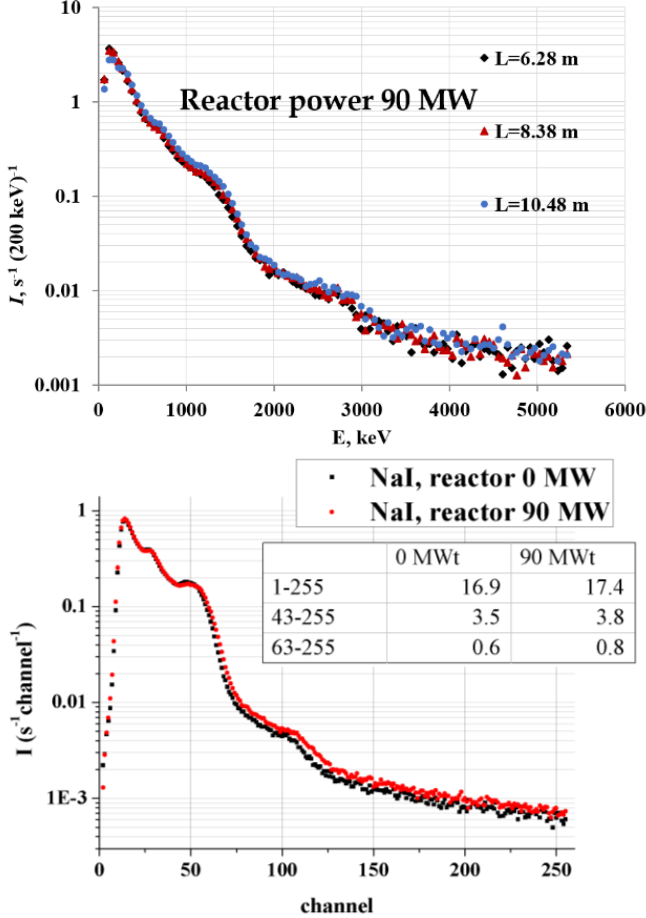 10
1
0.1
0.01
0.001
I, s⁻¹ (200 keV)⁻¹
Reactor power 90 MW
L=6.28 m
L=8.38 m
L=10.48 m
0 1000 2000 3000 4000 5000 6000
E, keV
NaI, reactor 0 MW
NaI, reactor 90 MW
0 MWt 90 MWt
1-255 16.9 17.4
43-255 3.5 3.8
63-255 0.6 0.8
1
0.1
0.01
1E-3
I (s⁻¹channel⁻¹)
0 50 100 150 200 250
channel